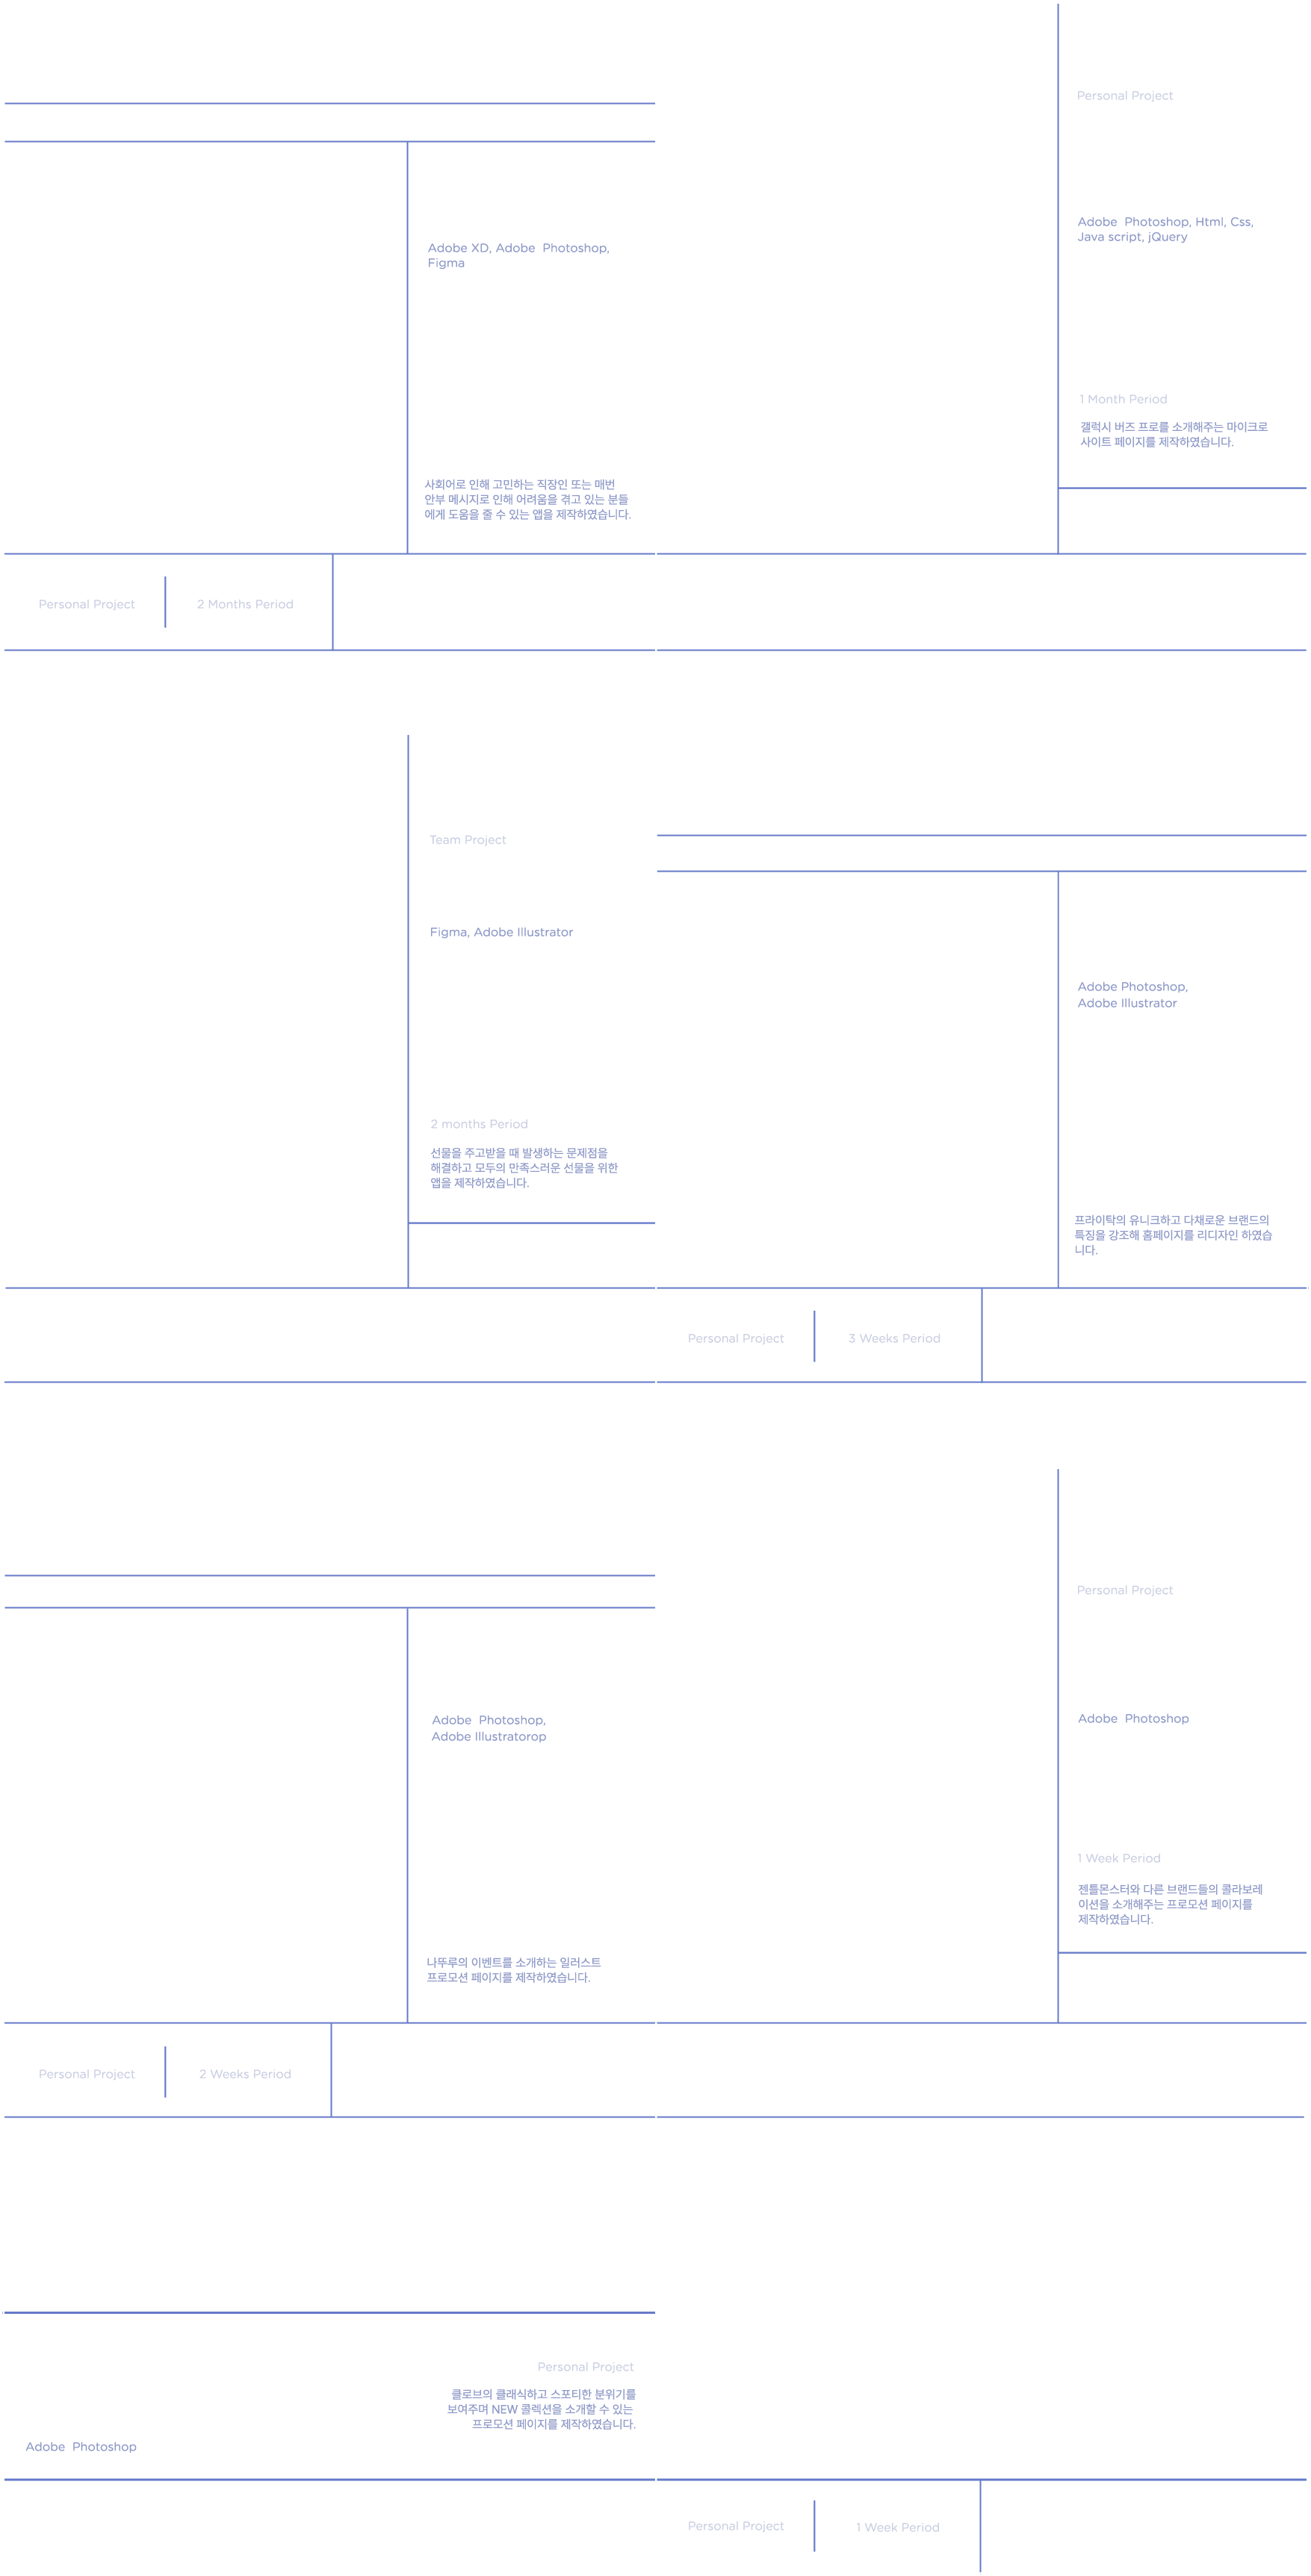 Adobe XD, Adobe  Photoshop,
Figma
사회어로 인해 고민하는 직장인 또는 매번
안부 메시지로 인해 어려움을 겪고 있는 분들
에게 도움을 줄 수 있는 앱을 제작하였습니다.
Personal Project
2 Months Period
Personal Project
Adobe  Photoshop, Html, Css,
Java script, jQuery
1 Month Period
갤럭시 버즈 프로를 소개해주는 마이크로
사이트 페이지를 제작하였습니다.
Team Project
Figma, Adobe Illustrator
2 months Period
선물을 주고받을 때 발생하는 문제점을
해결하고 모두의 만족스러운 선물을 위한
앱을 제작하였습니다.
Adobe Photoshop,
Adobe Illustrator
프라이탁의 유니크하고 다채로운 브랜드의
특징을 강조해 홈페이지를 리디자인 하였습
니다.
Personal Project
3 Weeks Period
Adobe  Photoshop,
Adobe Illustratorop
나뚜루의 이벤트를 소개하는 일러스트
프로모션 페이지를 제작하였습니다.
Personal Project
2 Weeks Period
Personal Project
Adobe  Photoshop
1 Week Period
젠틀몬스터와 다른 브랜드들의 콜라보레
이션을 소개해주는 프로모션 페이지를
제작하였습니다.
Personal Project
클로브의 클래식하고 스포티한 분위기를
보여주며 NEW 콜렉션을 소개할 수 있는
프로모션 페이지를 제작하였습니다.
Adobe  Photoshop
Personal Project
1 Week Period